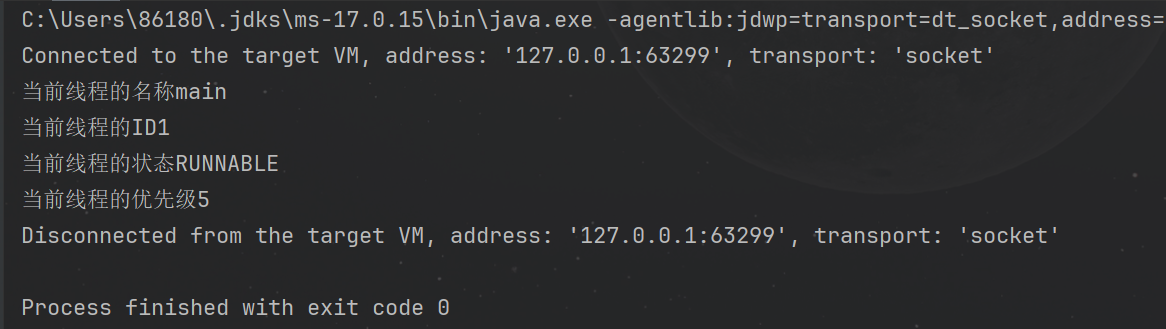 C:\Users\86180\.jdks\ms-17.0.15\bin\java.exe -agentlib:jdwp=transport=dt_socket,address=
Connected to the target VM, address: '127.0.0.1:63299', transport: 'socket'
当前线程的名称main
当前线程的ID1
当前线程的状态RUNNABLE
当前线程的优先级5
Disconnected from the target VM, address: '127.0.0.1:63299', transport: 'socket'
Process finished with exit code 0